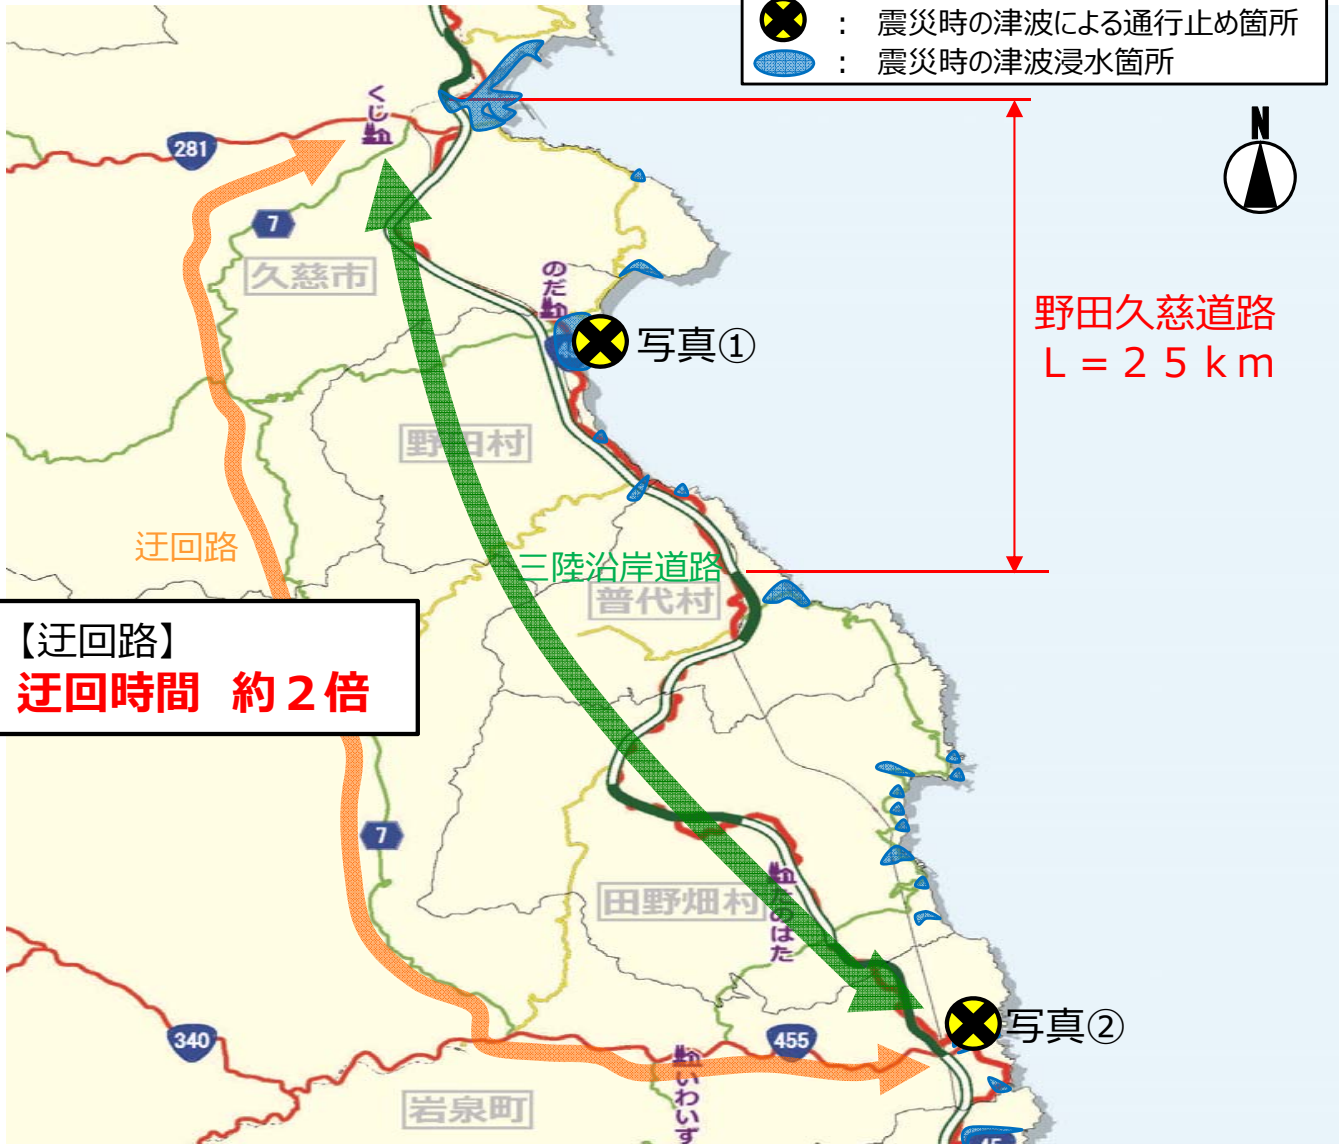 ： 震災時の津波による通行止め箇所
： 震災時の津波浸水箇所
くじ
N
281
7
久慈市
のだ
写真①
野田久慈道路
L＝２５ｋｍ
野田村
迂回路
三陸沿岸道路
普代村
【迂回路】
迂回時間 約２倍
7
田野畑村
たのはた
写真②
340
455
いわいず
岩泉町
45